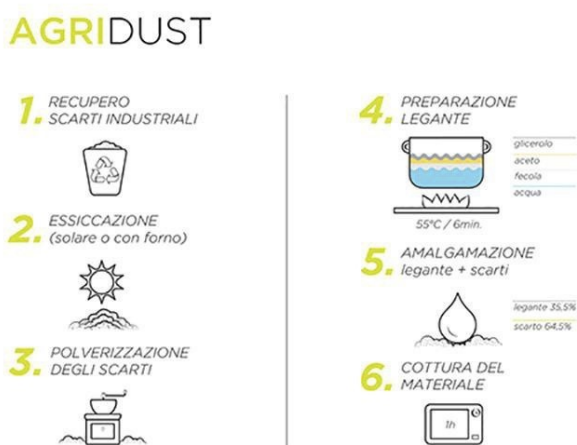 AGRIDUST
1. RECUPERO
SCARTI INDUSTRIALI
2. ESSICCAZIONE
(solare o con forno)
3. POLVERIZZAZIONE
DEGLI SCARTI
4. PREPARAZIONE
LEGANTE
glicerolo
aceto
fecola
acqua
55°C / 6min.
5. AMALGAMAZIONE
legante + scarti
legante 35,5%
scarto 64,5%
6. COTTURA DEL
MATERIALE
1h